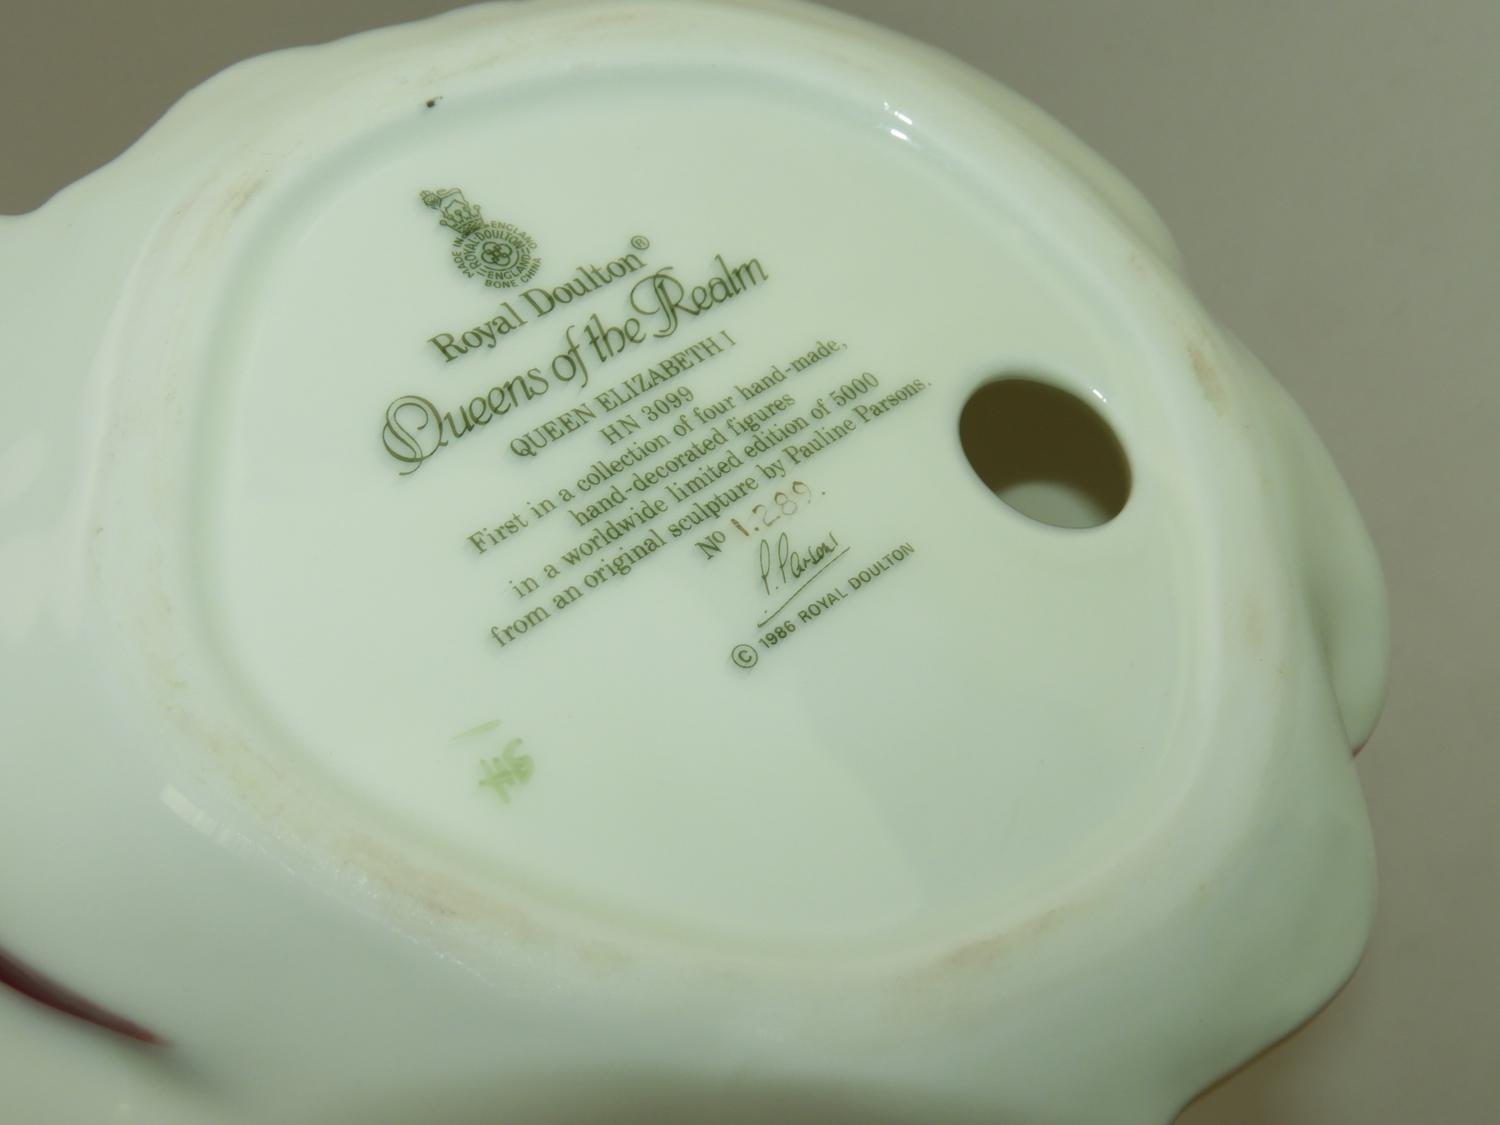 MADE IN ENGLAND
ROYAL DOULTON
ENGLAND
BONE CHINA
Royal Doulton®
Queens of the Realm
QUEEN ELIZABETH I
HN 3099
First in a collection of four hand-made,
hand-decorated figures
in a worldwide limited edition of 5000
from an original sculpture by Pauline Parsons.
No 1.289.
P. Parsons
© 1986 ROYAL DOULTON